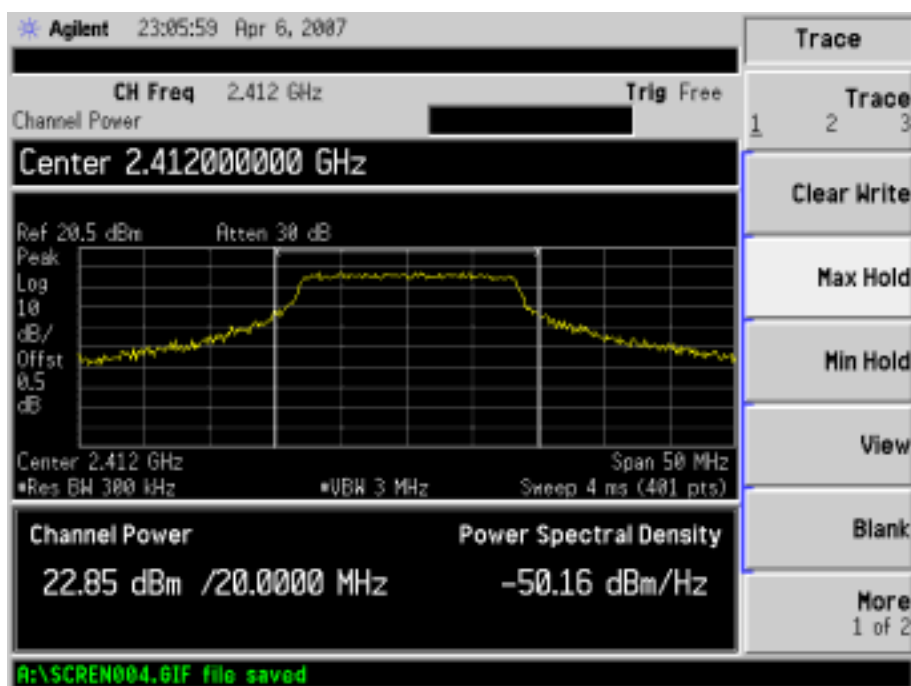 Agilent 23:05:59 Apr 6, 2007
Trace
CH Freq 2.412 GHz Trig Free
Channel Power
Center 2.412000000 GHz
Ref 20.5 dBm Atten 30 dB
Peak
Log
10
dB/
Offst
0.5
dB
Center 2.412 GHz Span 50 MHz
*Res BW 300 kHz *VBW 3 MHz Sweep 4 ms (401 pts)
Channel Power Power Spectral Density
22.85 dBm /20.0000 MHz -50.16 dBm/Hz
A:\SCREN004.GIF file saved
Trace
1 2 3
Clear Write
Max Hold
Min Hold
View
Blank
More
1 of 2